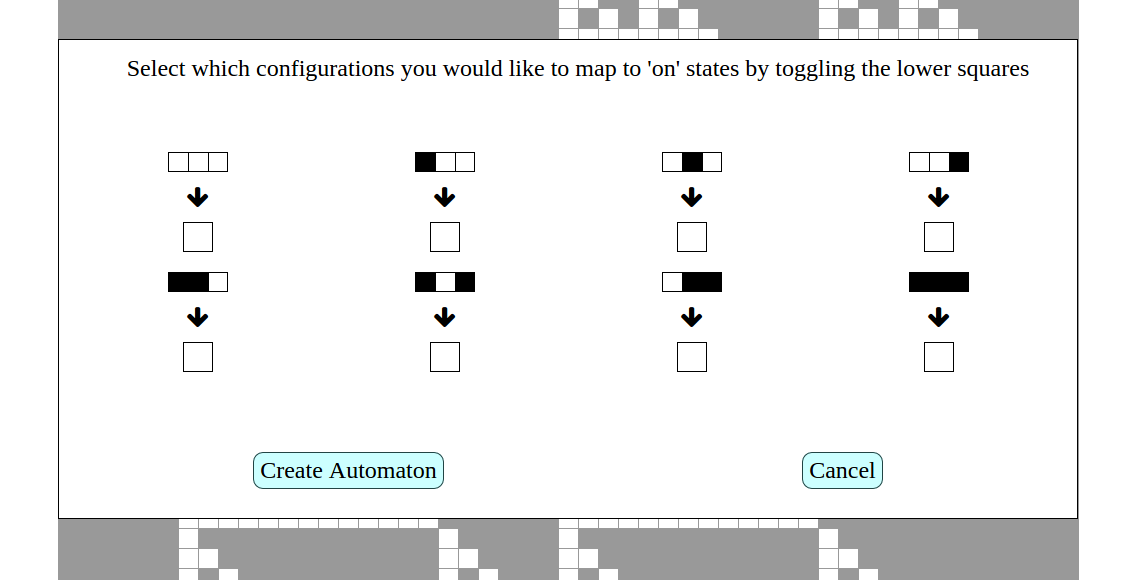 Select which configurations you would like to map to 'on' states by toggling the lower squares
Create Automaton
Cancel